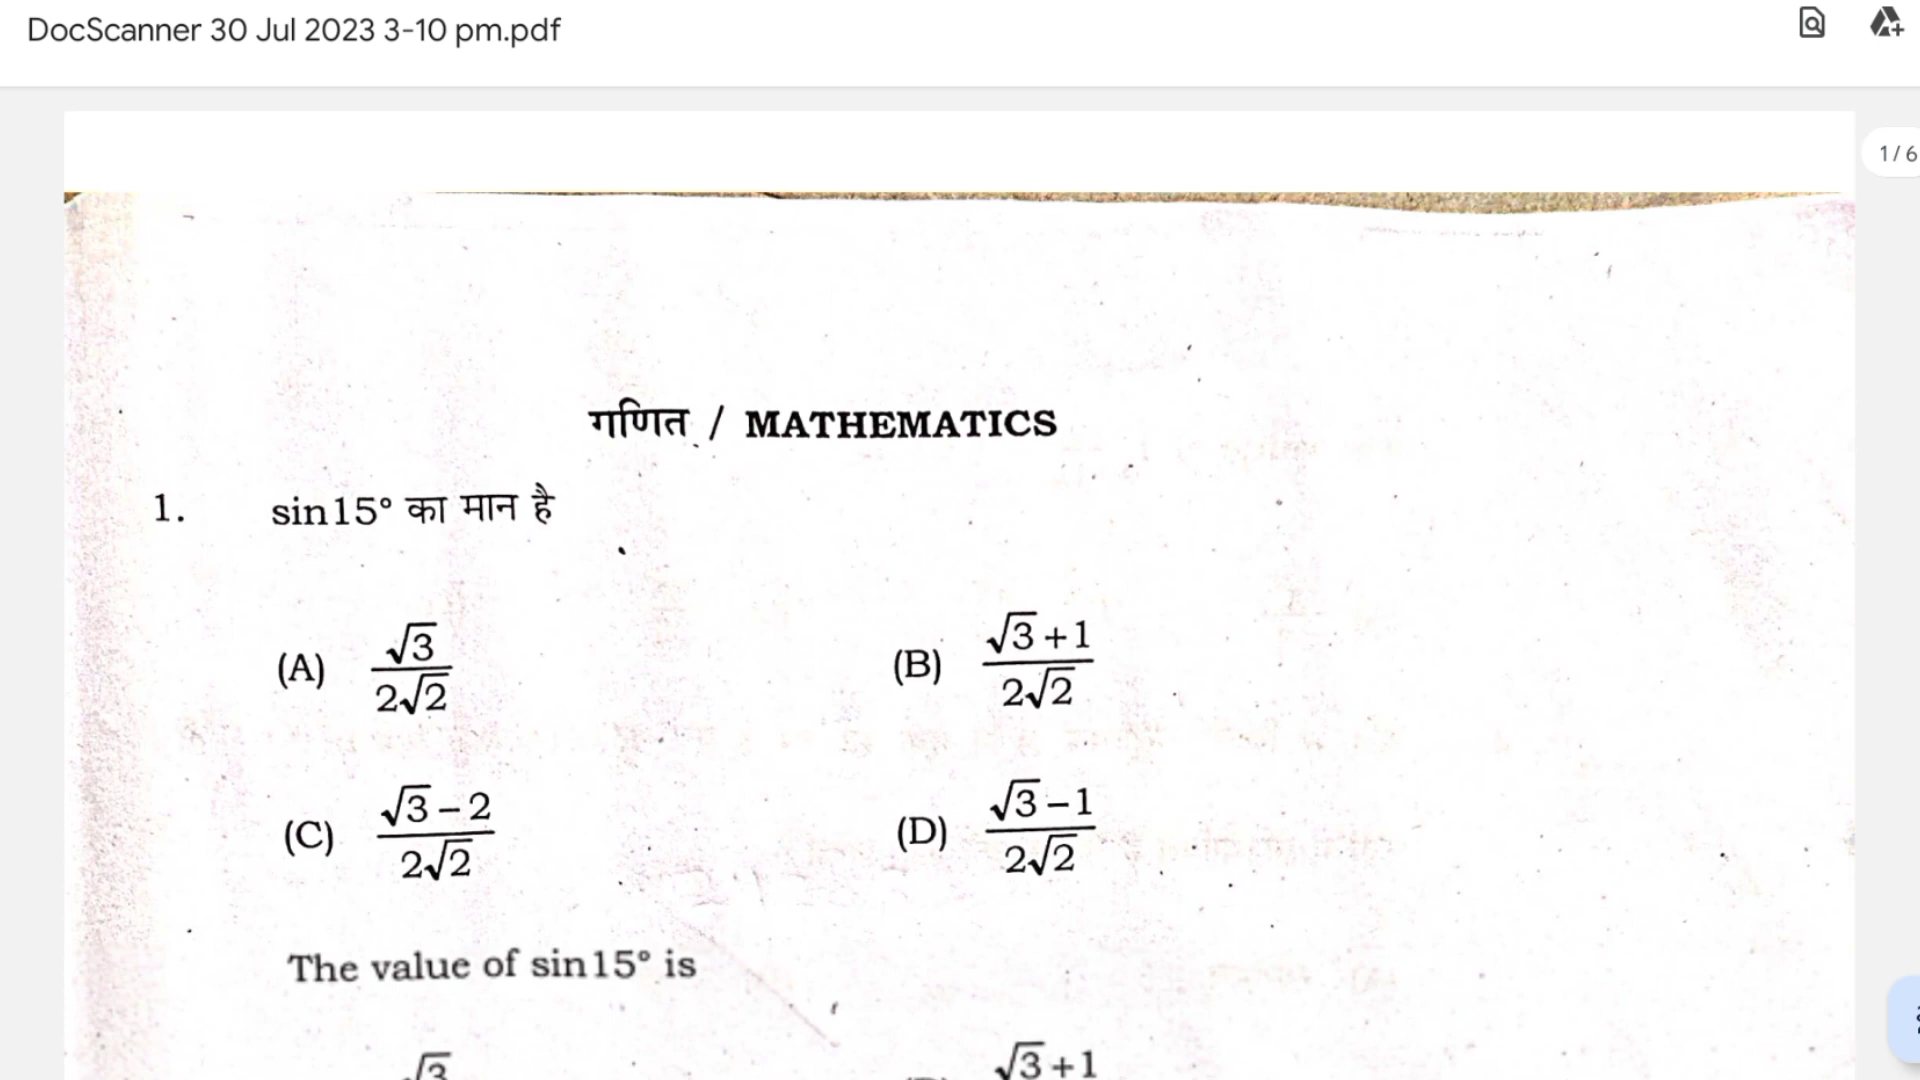 DocScanner 30 Jul 2023 3-10 pm.pdf
1 / 6
गणित / MATHEMATICS
1. sin15° का मान है
(A) √3/2√2 (B) √3+1/2√2
(C) √3−2/2√2 (D) √3−1/2√2
The value of sin15° is
√3 √3+1